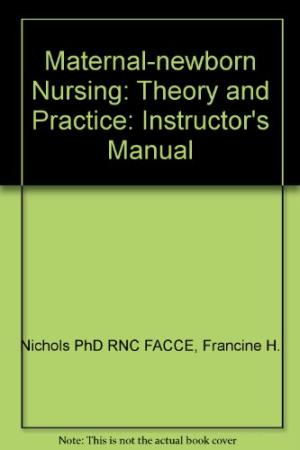 Maternal-newborn
Nursing: Theory and
Practice: Instructor's
Manual
Nichols PhD RNC FACCE, Francine H.
Note: This is not the actual book cover